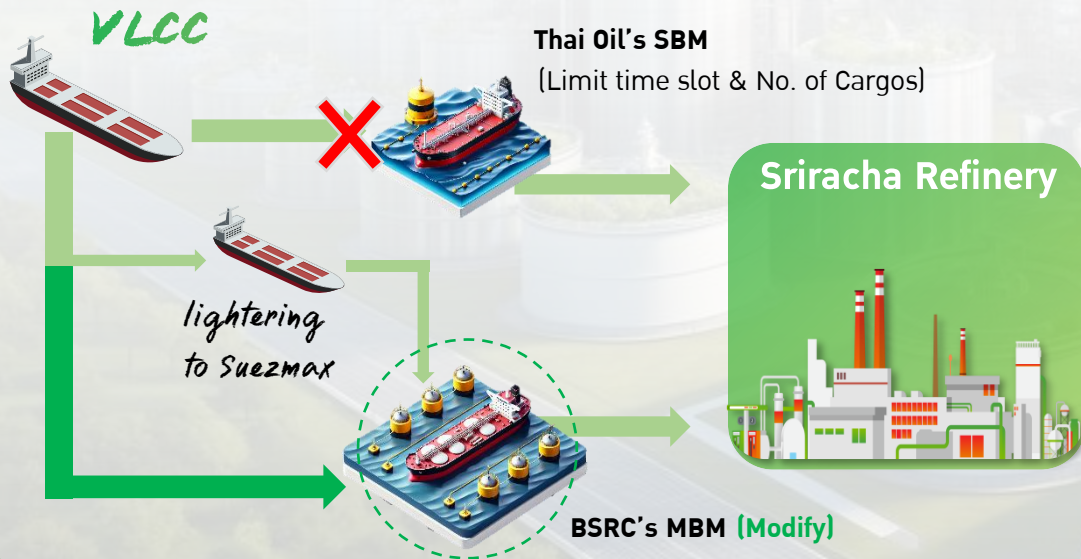 VLCC
Thai Oil's SBM
(Limit time slot & No. of Cargos)
Sriracha Refinery
lightering
to Suezmax
BSRC's MBM (Modify)